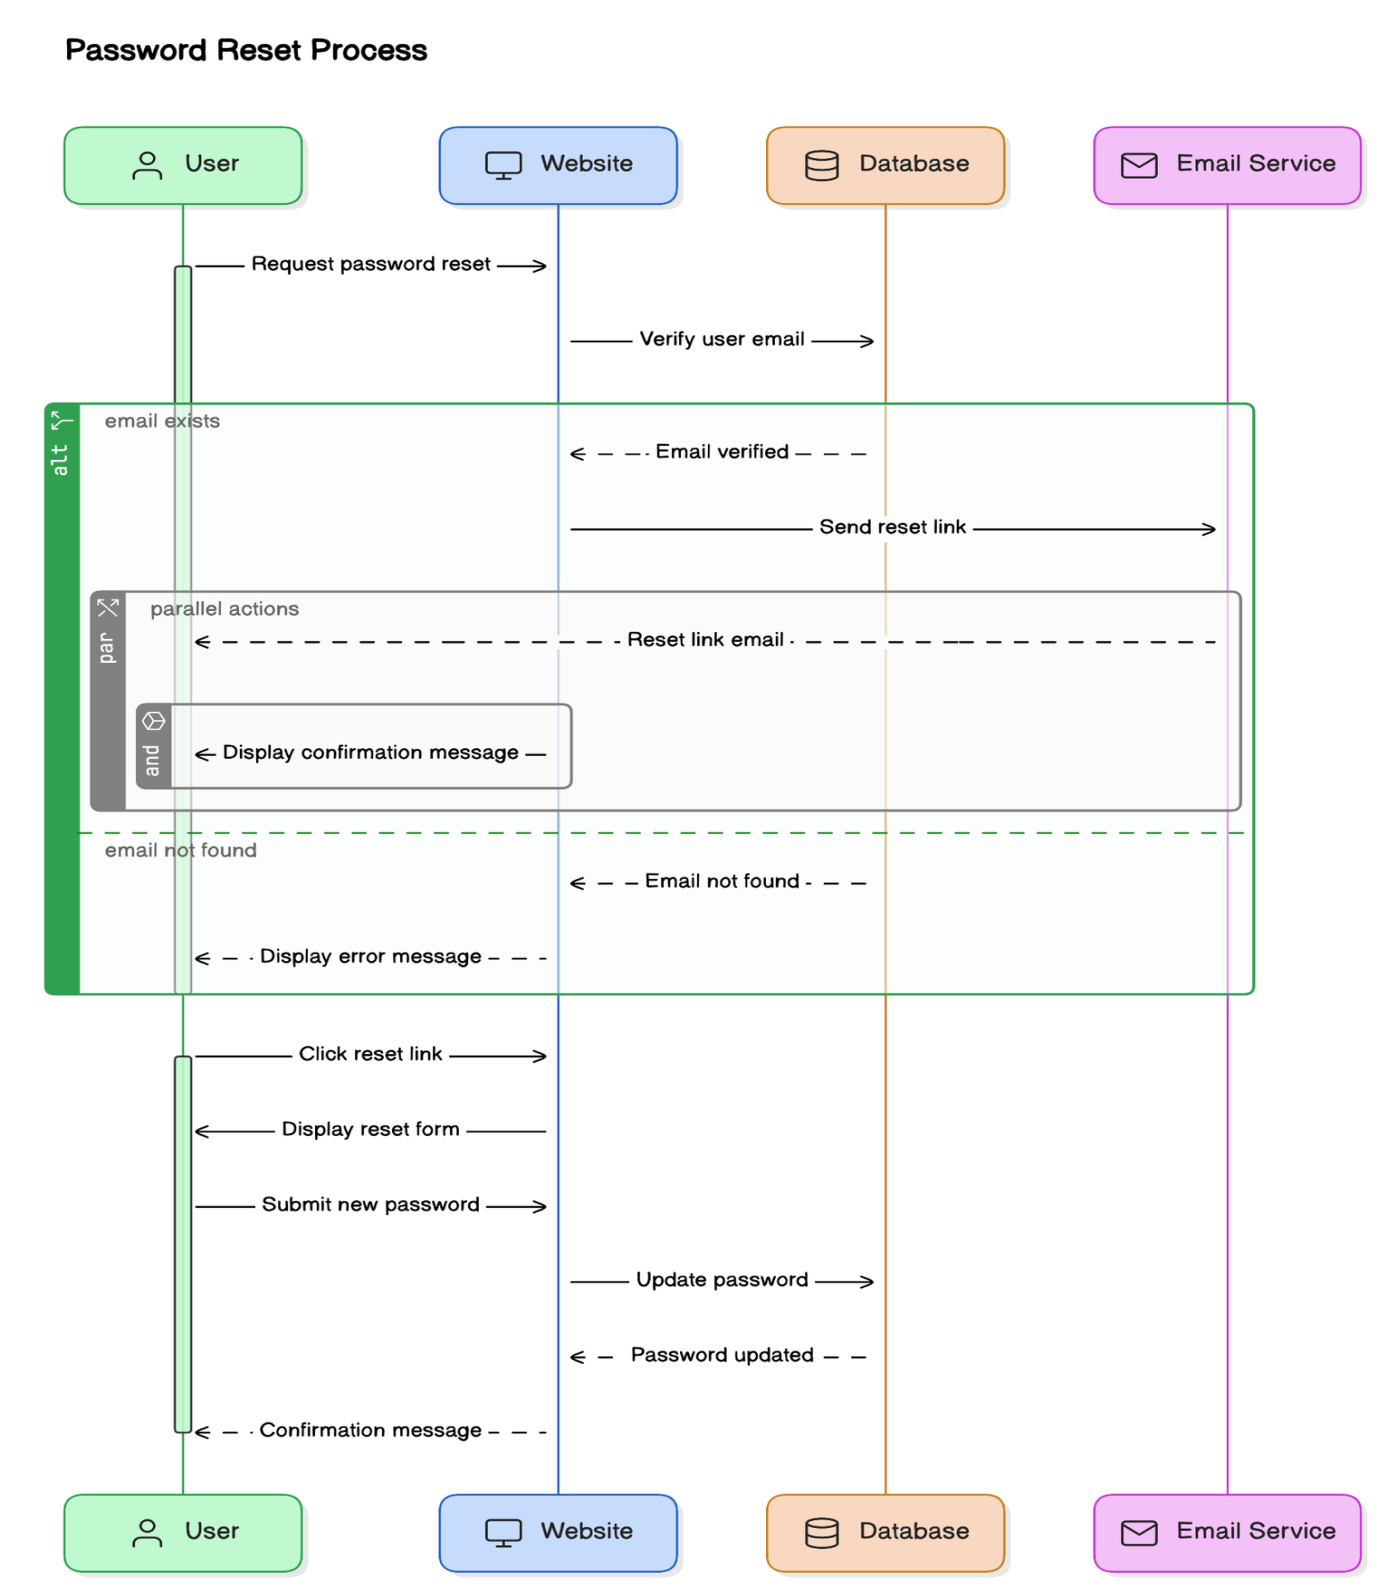 Password Reset Process
User
Website
Database
Email Service
Request password reset
Verify user email
alt
email exists
Email verified
Send reset link
par
parallel actions
Reset link email
and
Display confirmation message
email not found
Email not found
Display error message
Click reset link
Display reset form
Submit new password
Update password
Password updated
Confirmation message
User
Website
Database
Email Service